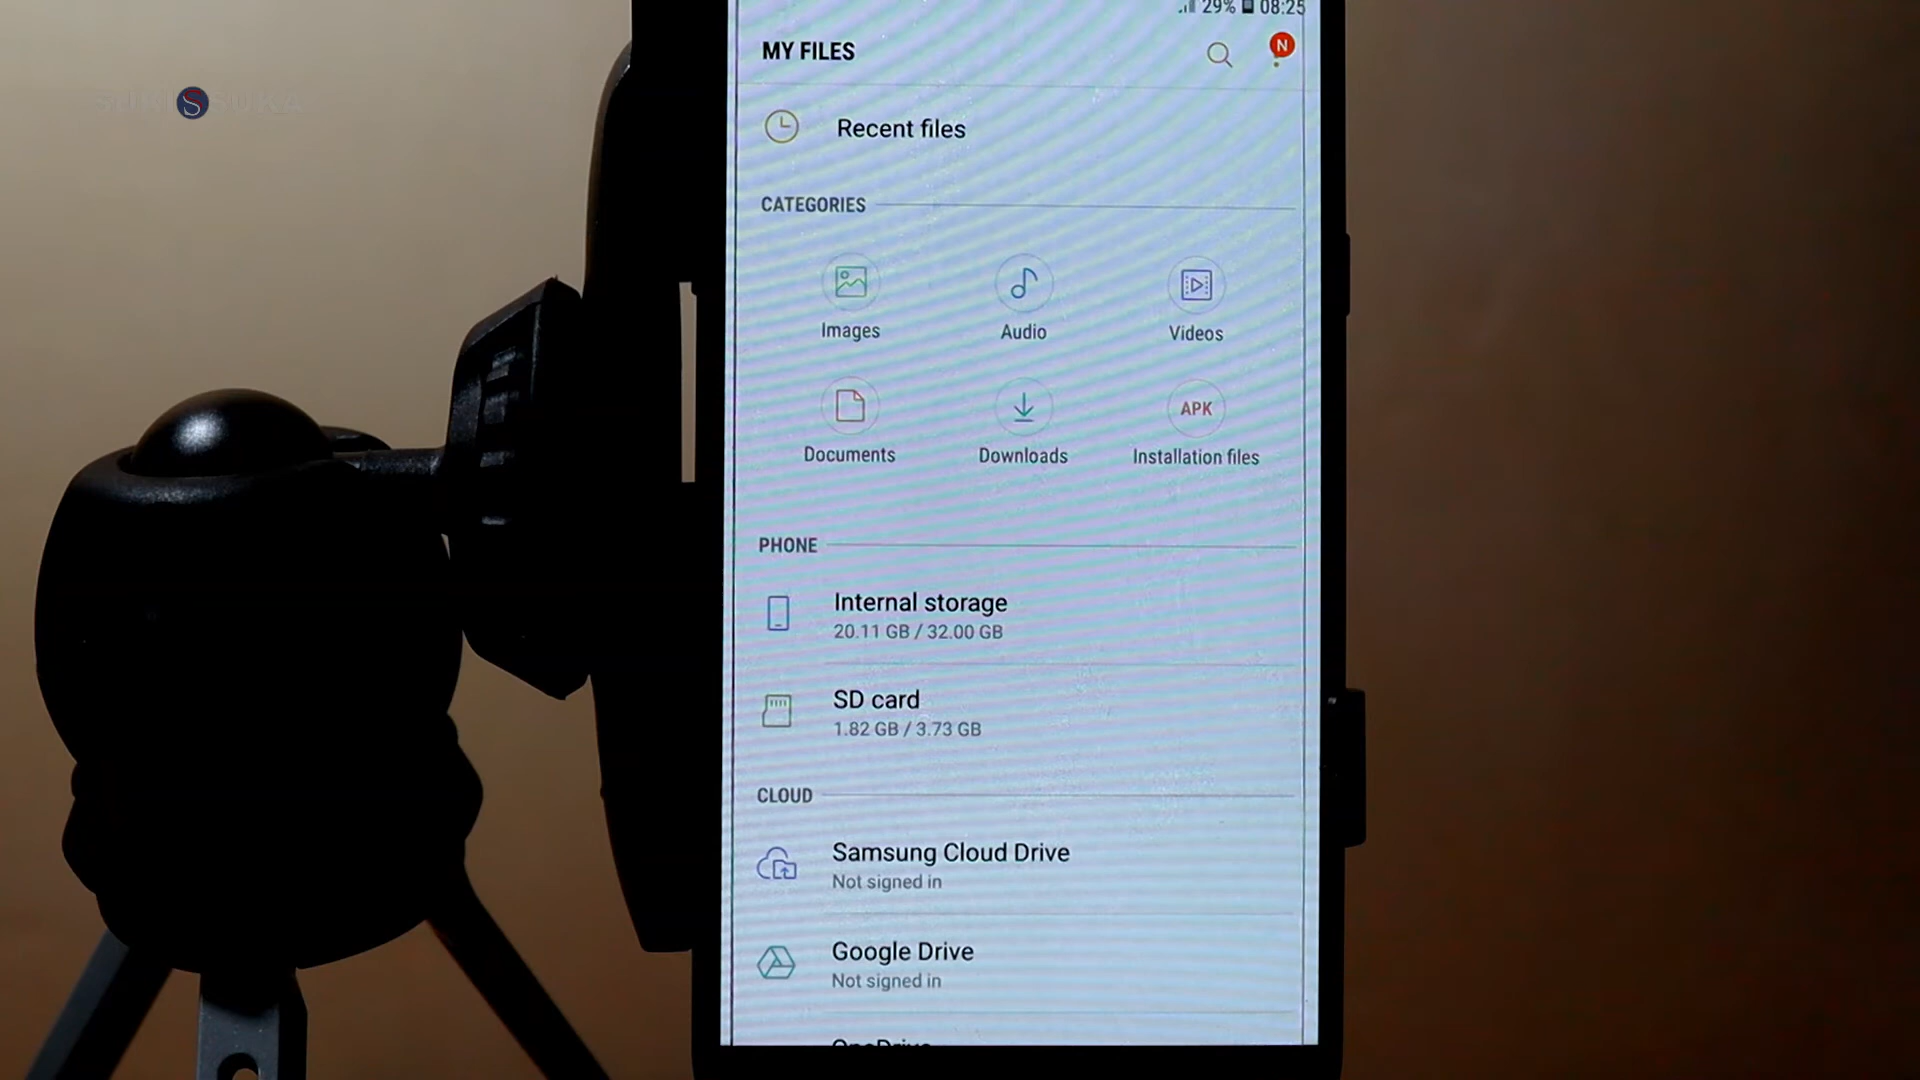 29% 08:25
MY FILES
N
Recent files
CATEGORIES
Images Audio Videos
APK
Documents Downloads Installation files
PHONE
Internal storage
20.11 GB / 32.00 GB
SD card
1.82 GB / 3.73 GB
CLOUD
Samsung Cloud Drive
Not signed in
Google Drive
Not signed in
OneDrive